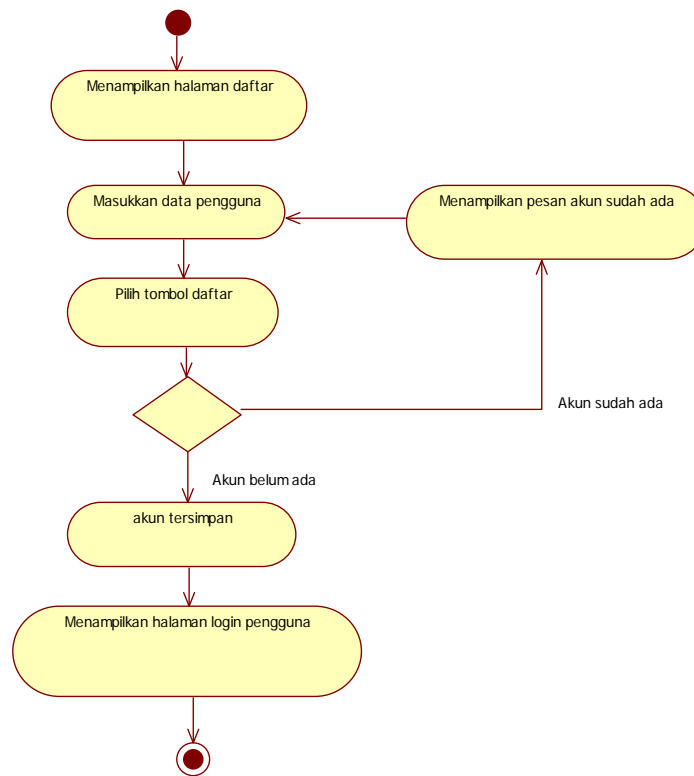 Menampilkan halaman daftar
Masukkan data pengguna
Menampilkan pesan akun sudah ada
Pilih tombol daftar
Akun sudah ada
Akun belum ada
akun tersimpan
Menampilkan halaman login pengguna